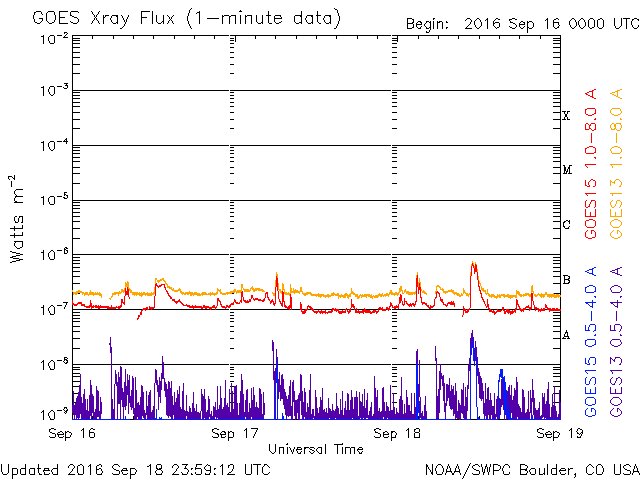 GOES Xray Flux (1-minute data)
Begin: 2016 Sep 16 0000 UTC
10-2
10-3
10-4
10-5
10-6
10-7
10-8
10-9
Watts m-2
X
M
C
B
A
GOES15 1.0-8.0 A
GOES13 1.0-8.0 A
GOES15 0.5-4.0 A
GOES13 0.5-4.0 A
Sep 16
Sep 17
Sep 18
Sep 19
Universal Time
Updated 2016 Sep 18 23:59:12 UTC
NOAA/SWPC Boulder, CO USA